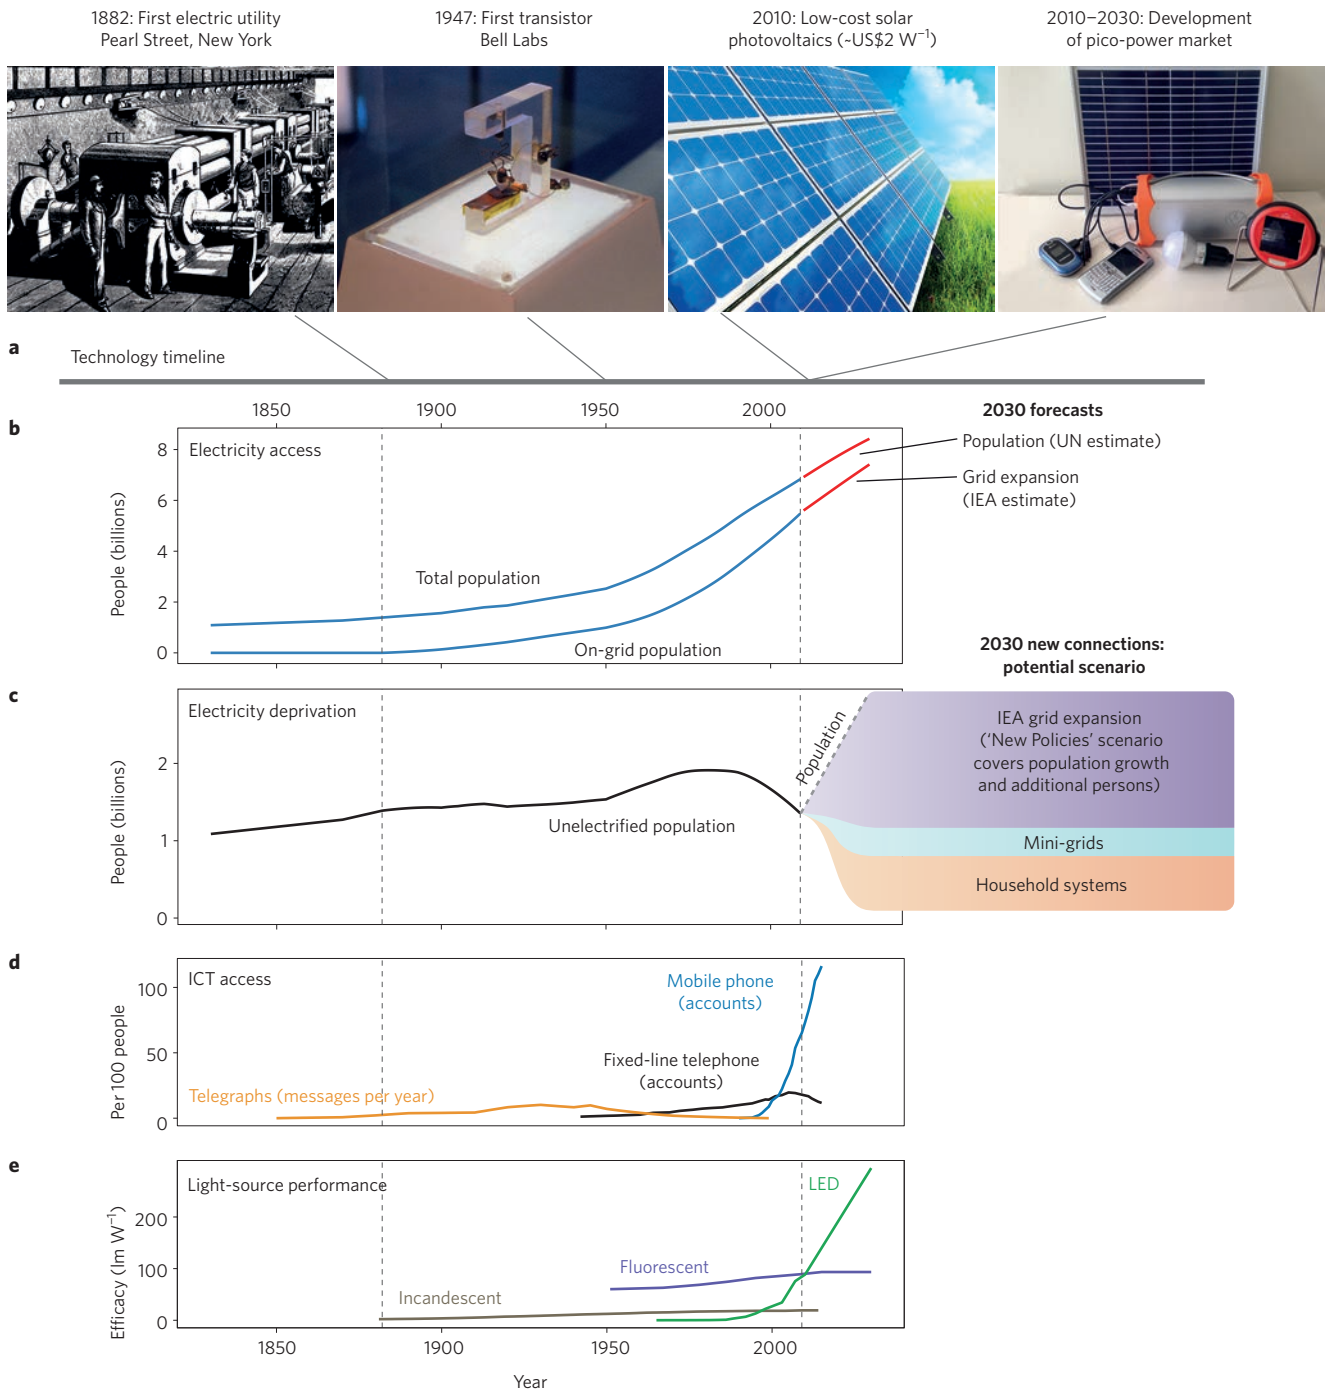 1882: First electric utility
Pearl Street, New York
1947: First transistor
Bell Labs
2010: Low-cost solar
photovoltaics (~US$2 W⁻¹)
2010–2030: Development
of pico-power market
a
Technology timeline
1850
1900
1950
2000
2030 forecasts
b
Electricity access
8
6
4
2
0
People (billions)
Total population
On-grid population
Population (UN estimate)
Grid expansion
(IEA estimate)
2030 new connections:
potential scenario
c
Electricity deprivation
2
1
0
People (billions)
Unelectrified population
Population
IEA grid expansion
('New Policies' scenario
covers population growth
and additional persons)
Mini-grids
Household systems
d
ICT access
100
50
0
Per 100 people
Mobile phone
(accounts)
Fixed-line telephone
(accounts)
Telegraphs (messages per year)
e
Light-source performance
200
100
0
Efficacy (lm W⁻¹)
LED
Fluorescent
Incandescent
1850
1900
1950
2000
Year